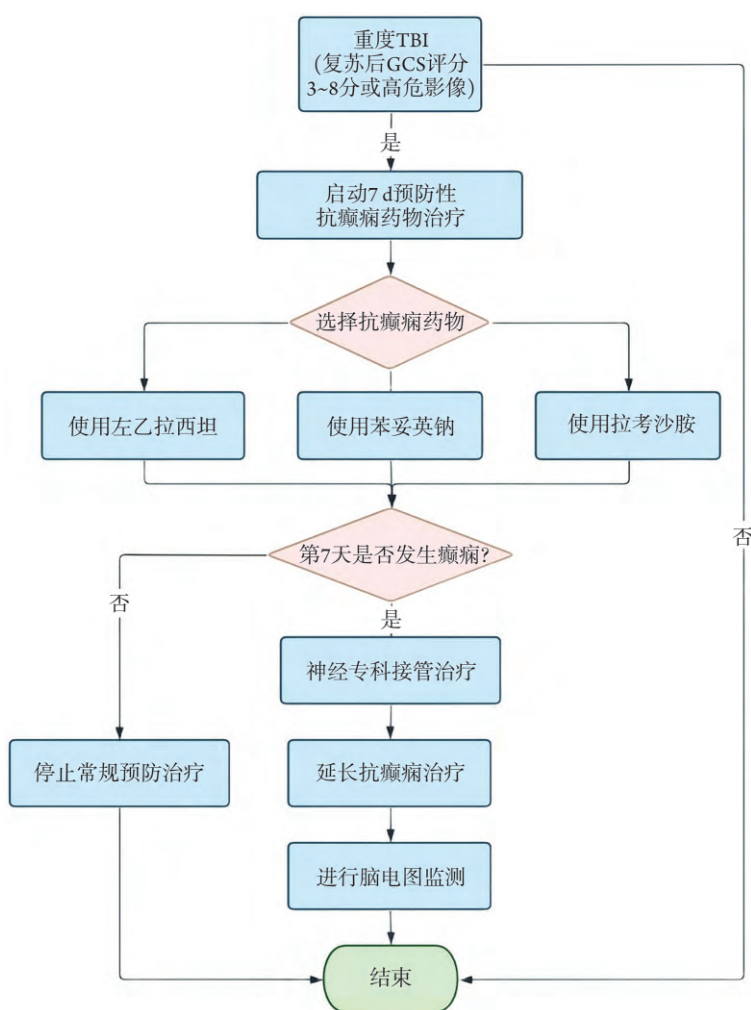 重度TBI
(复苏后GCS评分
3~8分或高危影像)
是
启动7 d预防性
抗癫痫药物治疗
选择抗癫痫药物
使用左乙拉西坦
使用苯妥英钠
使用拉考沙胺
第7天是否发生癫痫?
否
否
是
神经专科接管治疗
停止常规预防治疗
延长抗癫痫治疗
进行脑电图监测
结束